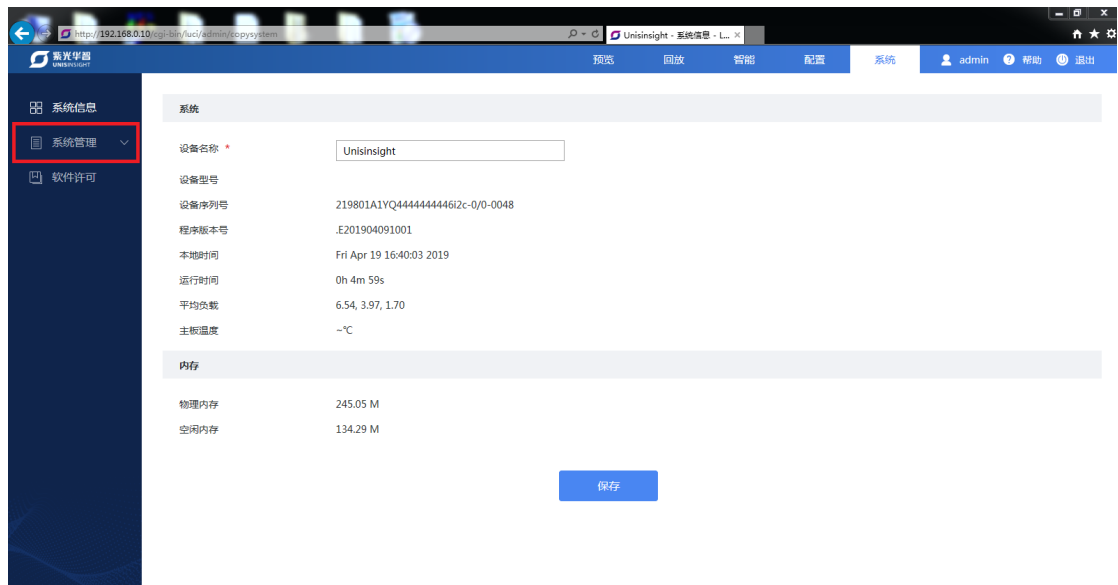 http://192.168.0.10/cgi-bin/luci/admin/copysystem
Unisinsight - 系统信息 - L...
紫光华智
UNISINSIGHT
预览 回放 智能 配置 系统 admin 帮助 退出
系统信息
系统管理
软件许可
系统
设备名称 * Unisinsight
设备型号
设备序列号 219801A1YQ4444444446i2c-0/0-0048
程序版本号 .E201904091001
本地时间 Fri Apr 19 16:40:03 2019
运行时间 0h 4m 59s
平均负载 6.54, 3.97, 1.70
主板温度 ~℃
内存
物理内存 245.05 M
空闲内存 134.29 M
保存